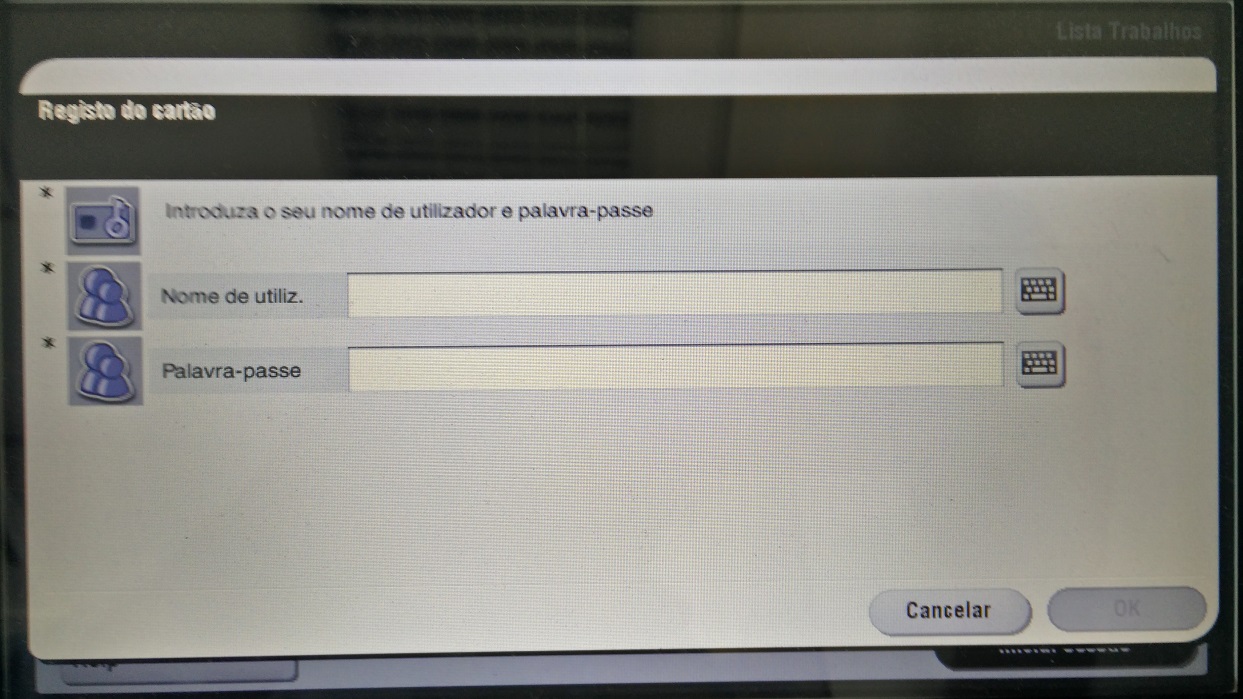 Lista Trabalhos
Registo do cartão
* Introduza o seu nome de utilizador e palavra-passe
* Nome de utiliz.
* Palavra-passe
Cancelar
OK